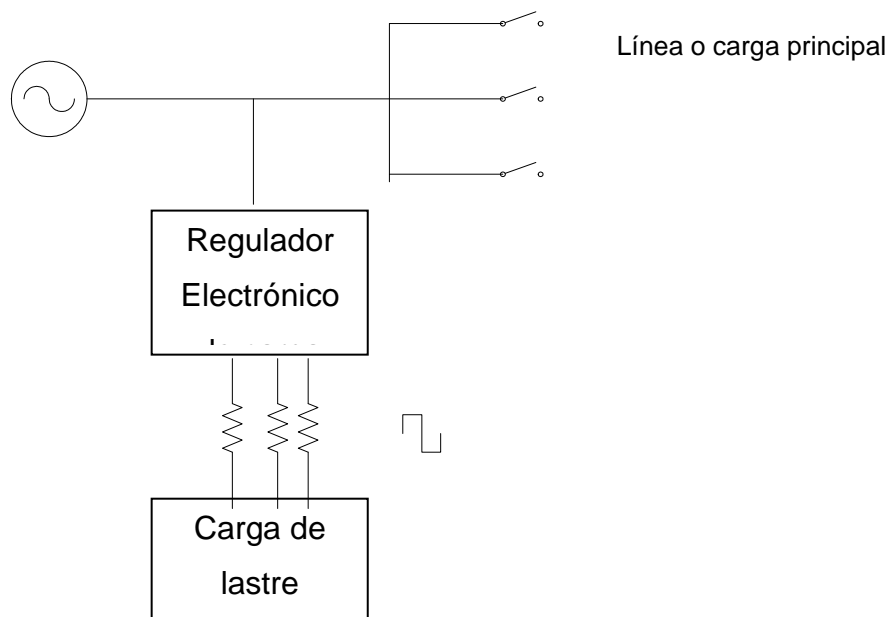 Línea o carga principal
Regulador
Electrónico
Carga de
lastre